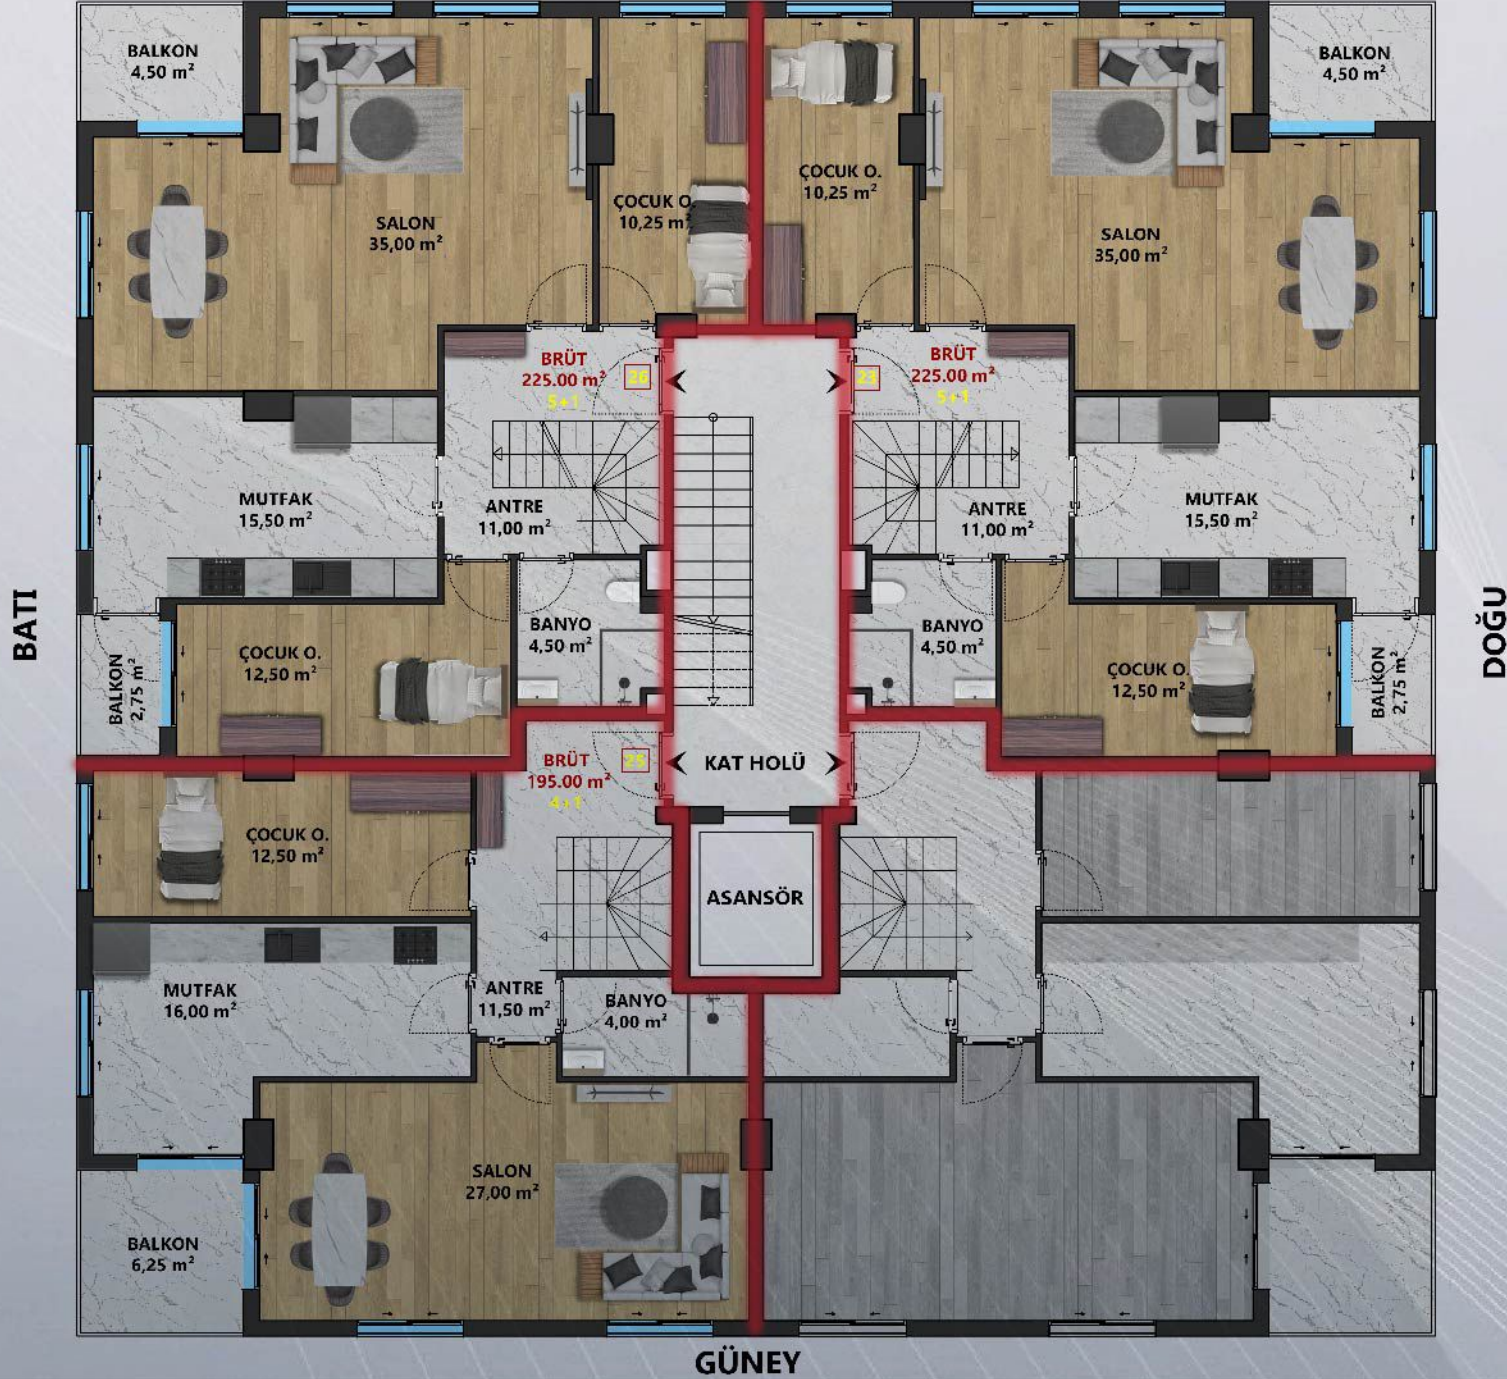 BALKON
4,50 m²
SALON
35,00 m²
ÇOCUK O.
10,25 m²
ÇOCUK O.
10,25 m²
SALON
35,00 m²
BALKON
4,50 m²
BRÜT
225.00 m²
5+1
26
23
BRÜT
225.00 m²
5+1
MUTFAK
15,50 m²
ANTRE
11,00 m²
ANTRE
11,00 m²
MUTFAK
15,50 m²
BATI
DOĞU
BALKON
2,75 m²
ÇOCUK O.
12,50 m²
BANYO
4,50 m²
BANYO
4,50 m²
ÇOCUK O.
12,50 m²
BALKON
2,75 m²
BRÜT
195.00 m²
4+1
25
KAT HOLÜ
ÇOCUK O.
12,50 m²
ASANSÖR
MUTFAK
16,00 m²
ANTRE
11,50 m²
BANYO
4,00 m²
SALON
27,00 m²
BALKON
6,25 m²
GÜNEY